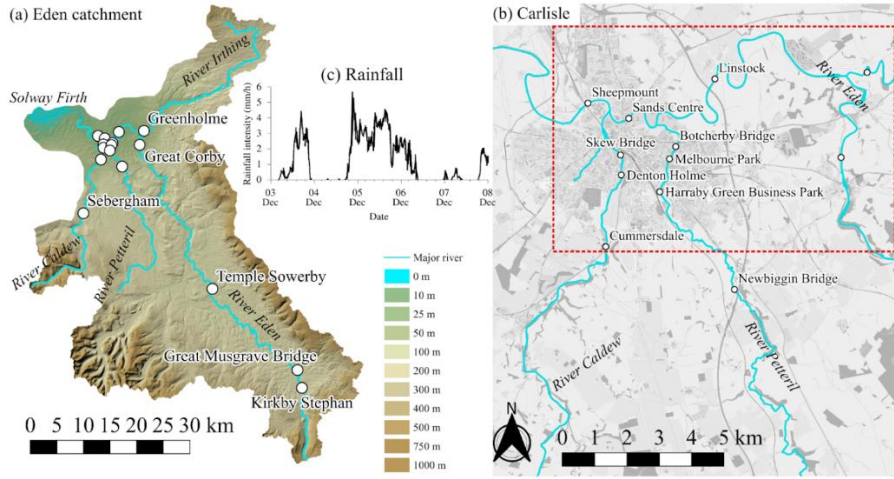 (a) Eden catchment
River Irthing
Solway Firth
Greenholme
Great Corby
Sebergham
River Caldew
River Petteril
Temple Sowerby
River Eden
Great Musgrave Bridge
Kirkby Stephan
0 5 10 15 20 25 30 km
(c) Rainfall
Rainfall intensity (mm/h)
6
5
4
3
2
1
0
03 Dec
04 Dec
05 Dec
06 Dec
07 Dec
08 Dec
Date
Major river
0 m
10 m
25 m
50 m
100 m
200 m
300 m
400 m
500 m
750 m
1000 m
(b) Carlisle
Linstock
River Eden
Sheepmount
Sands Centre
Skew Bridge
Botcherby Bridge
Melbourne Park
Denton Holme
Harraby Green Business Park
Cummersdale
Newbiggin Bridge
River Caldew
River Petteril
N
0 1 2 3 4 5 km